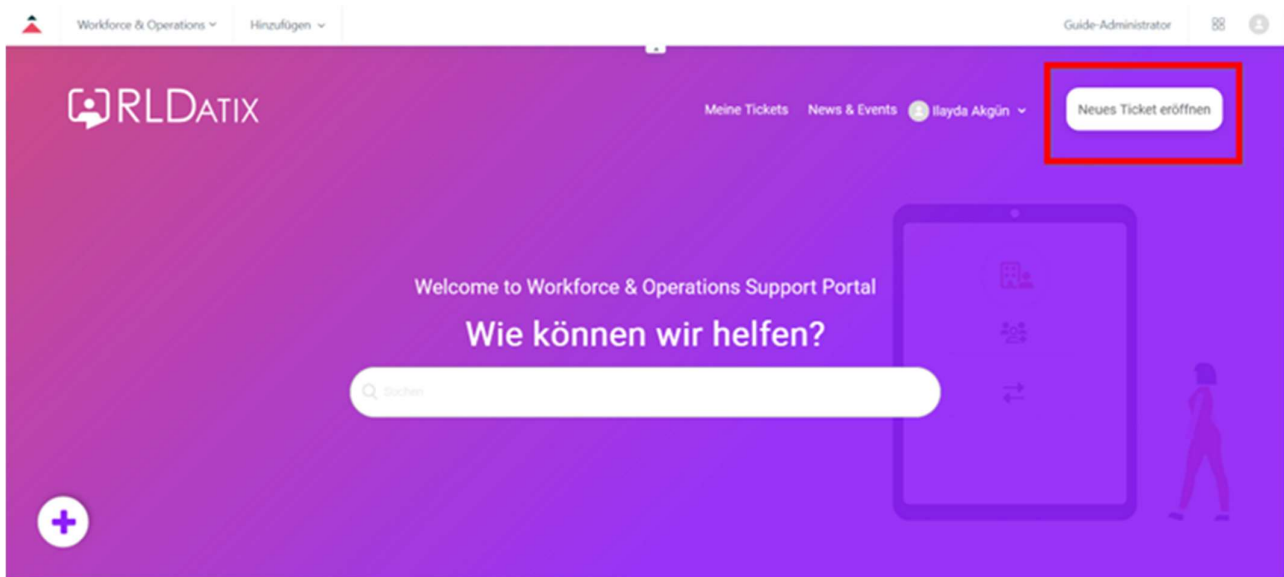 Workforce & Operations
Hinzufügen
Guide-Administrator
RLDATIX
Meine Tickets
News & Events
Ilayda Akgün
Neues Ticket eröffnen
Welcome to Workforce & Operations Support Portal
Wie können wir helfen?
Suchen